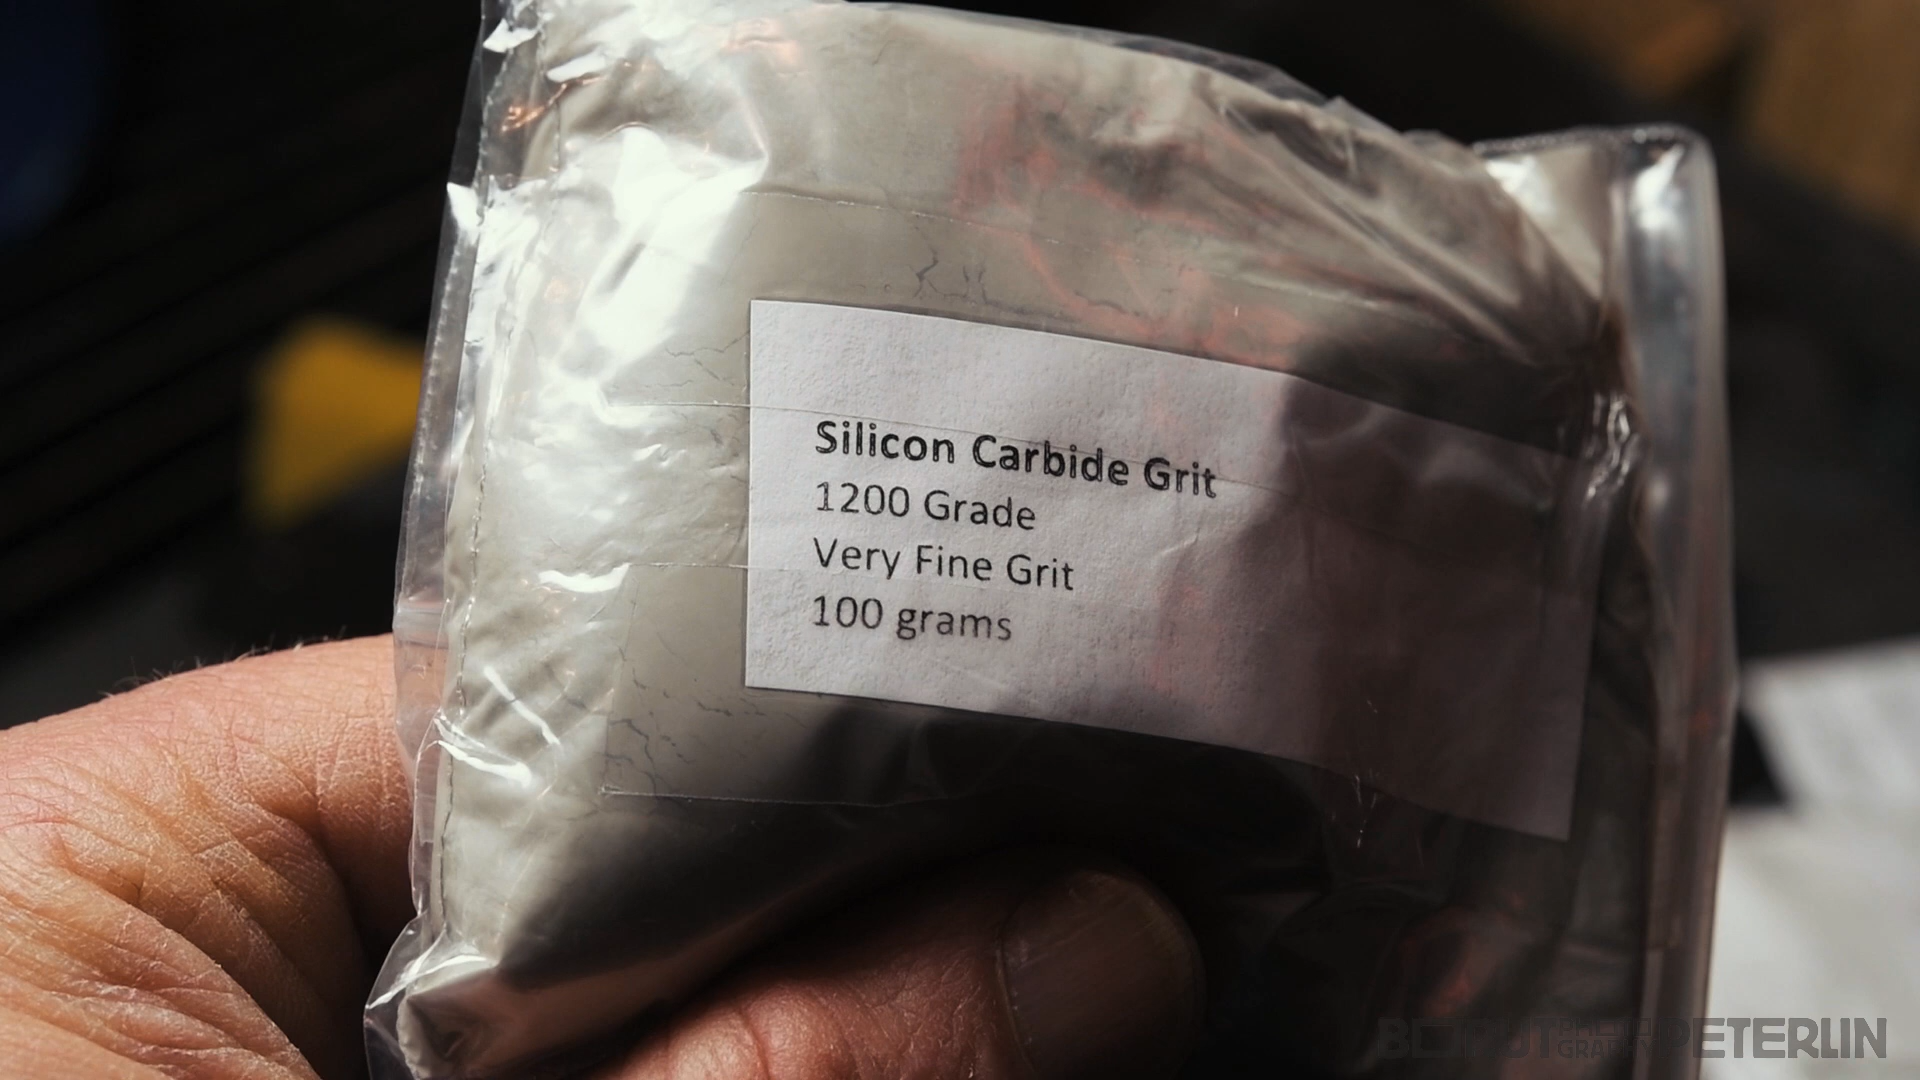 Silicon Carbide Grit
1200 Grade
Very Fine Grit
100 grams
PETERLIN